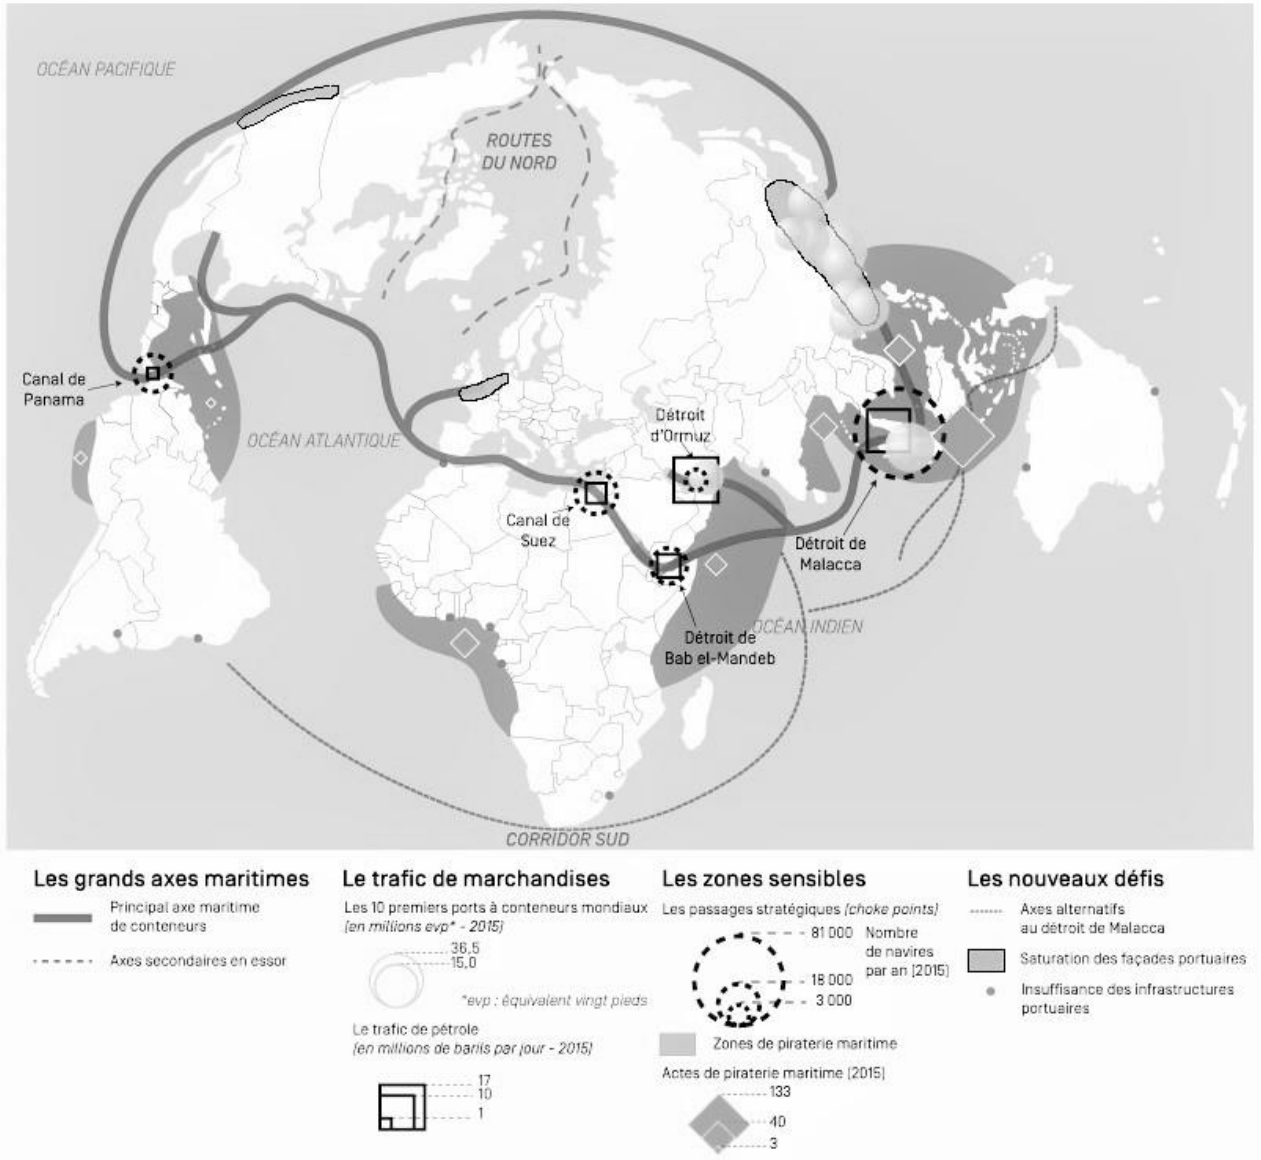 OCÉAN PACIFIQUE
ROUTES
DU NORD
Canal de
Panama
OCÉAN ATLANTIQUE
Détroit
d'Ormuz
Canal de
Suez
Détroit de
Malacca
OCÉAN INDIEN
Détroit de
Bab el-Mandeb
CORRIDOR SUD
Les grands axes maritimes
Principal axe maritime
de conteneurs
Axes secondaires en essor
Le trafic de marchandises
Les 10 premiers ports à conteneurs mondiaux
(en millions evp* - 2015)
36,5
15,0
*evp : équivalent vingt pieds
Le trafic de pétrole
(en millions de barils par jour - 2015)
17
10
1
Les zones sensibles
Les passages stratégiques (choke points)
81 000
18 000
3 000
Nombre
de navires
par an (2015)
Zones de piraterie maritime
Actes de piraterie maritime (2015)
133
40
3
Les nouveaux défis
Axes alternatifs
au détroit de Malacca
Saturation des façades portuaires
Insuffisance des infrastructures
portuaires